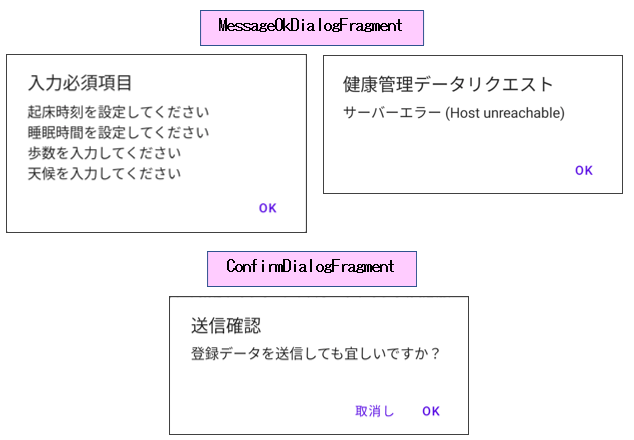 MessageOkDialogFragment
入力必須項目
起床時刻を設定してください
睡眠時間を設定してください
歩数を入力してください
天候を入力してください
OK
健康管理データリクエスト
サーバーエラー (Host unreachable)
OK
ConfirmDialogFragment
送信確認
登録データを送信しても宜しいですか？
取消し OK